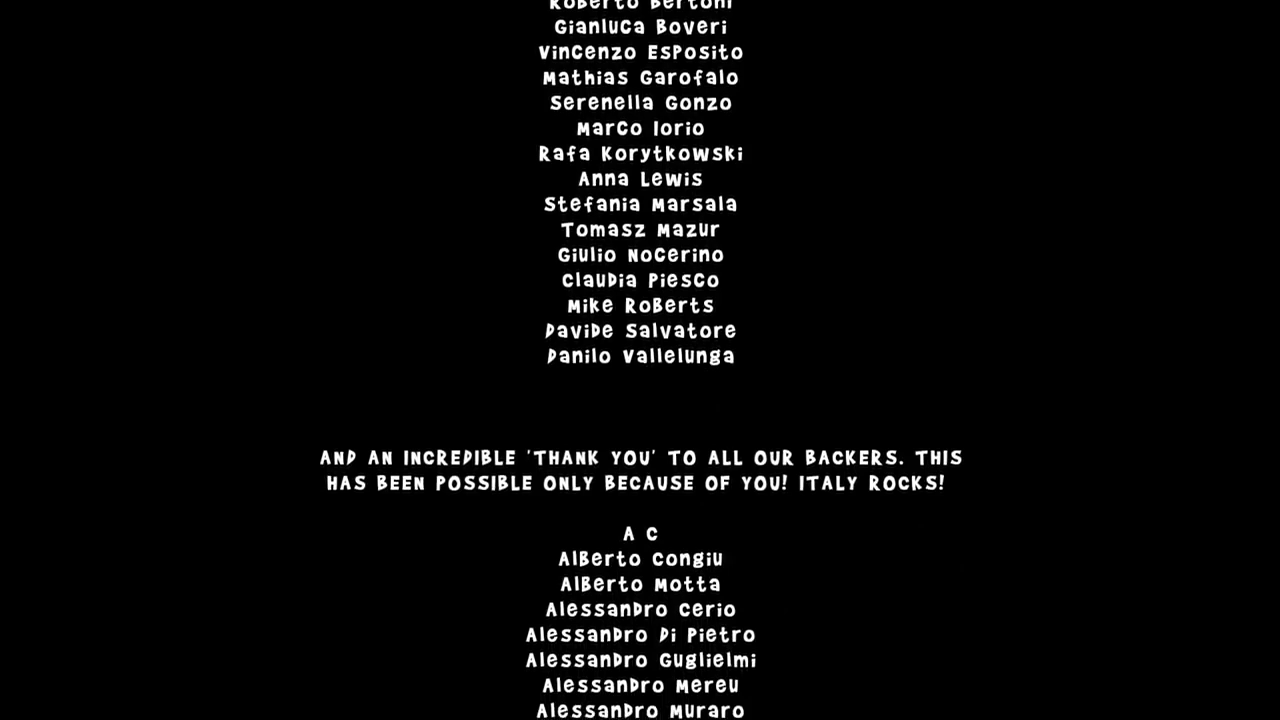 Roberto Bertoni
Gianluca Boveri
Vincenzo Esposito
Mathias Garofalo
Serenella Gonzo
Marco Iorio
Rafa Korytkowski
Anna Lewis
Stefania Marsala
Tomasz Mazur
Giulio Nocerino
Claudia Piesco
Mike Roberts
Davide Salvatore
Danilo Vallelunga
AND AN INCREDIBLE 'THANK YOU' TO ALL OUR BACKERS. THIS
HAS BEEN POSSIBLE ONLY BECAUSE OF YOU! ITALY ROCKS!
A C
Alberto Congiu
Alberto Motta
Alessandro Cerio
Alessandro Di Pietro
Alessandro Guglielmi
Alessandro Mereu
Alessandro Muraro